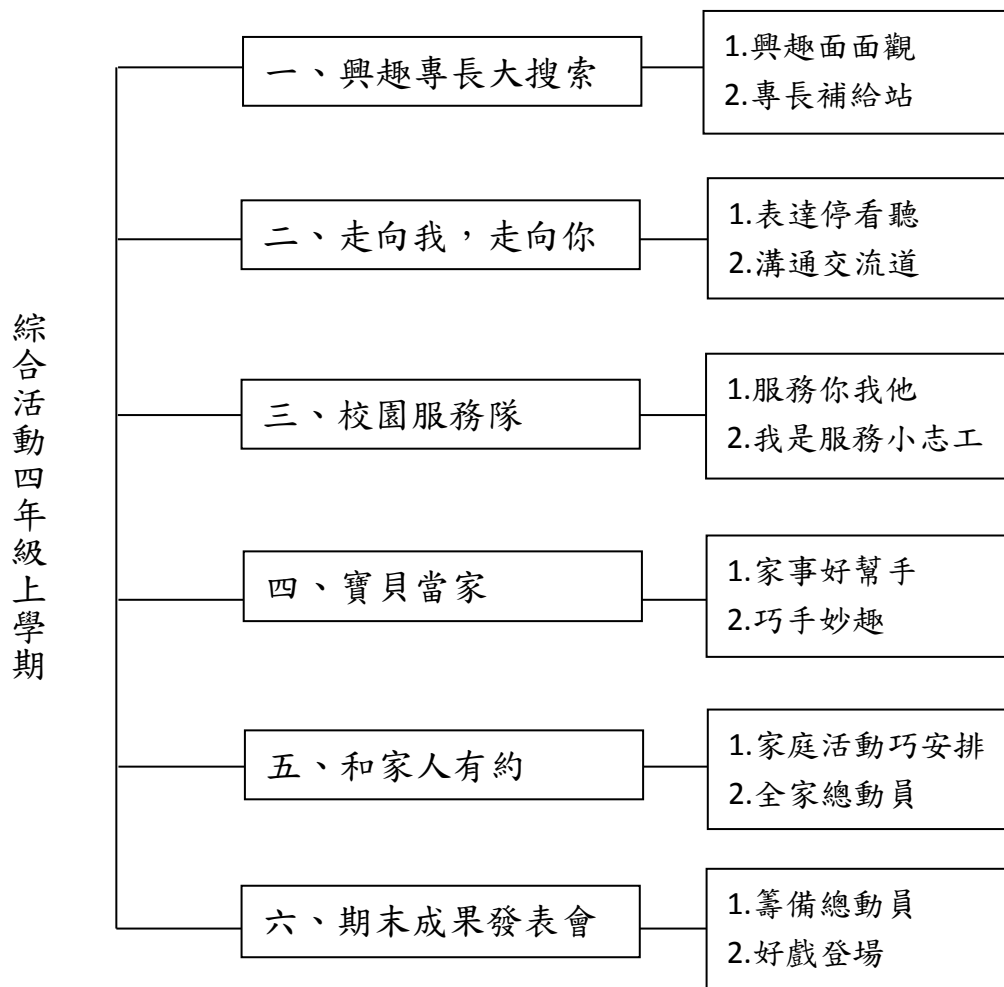 綜合活動四年級上學期
一、興趣專長大搜索
1.興趣面面觀
2.專長補給站
二、走向我，走向你
1.表達停看聽
2.溝通交流道
三、校園服務隊
1.服務你我他
2.我是服務小志工
四、寶貝當家
1.家事好幫手
2.巧手妙趣
五、和家人有約
1.家庭活動巧安排
2.全家總動員
六、期末成果發表會
1.籌備總動員
2.好戲登場